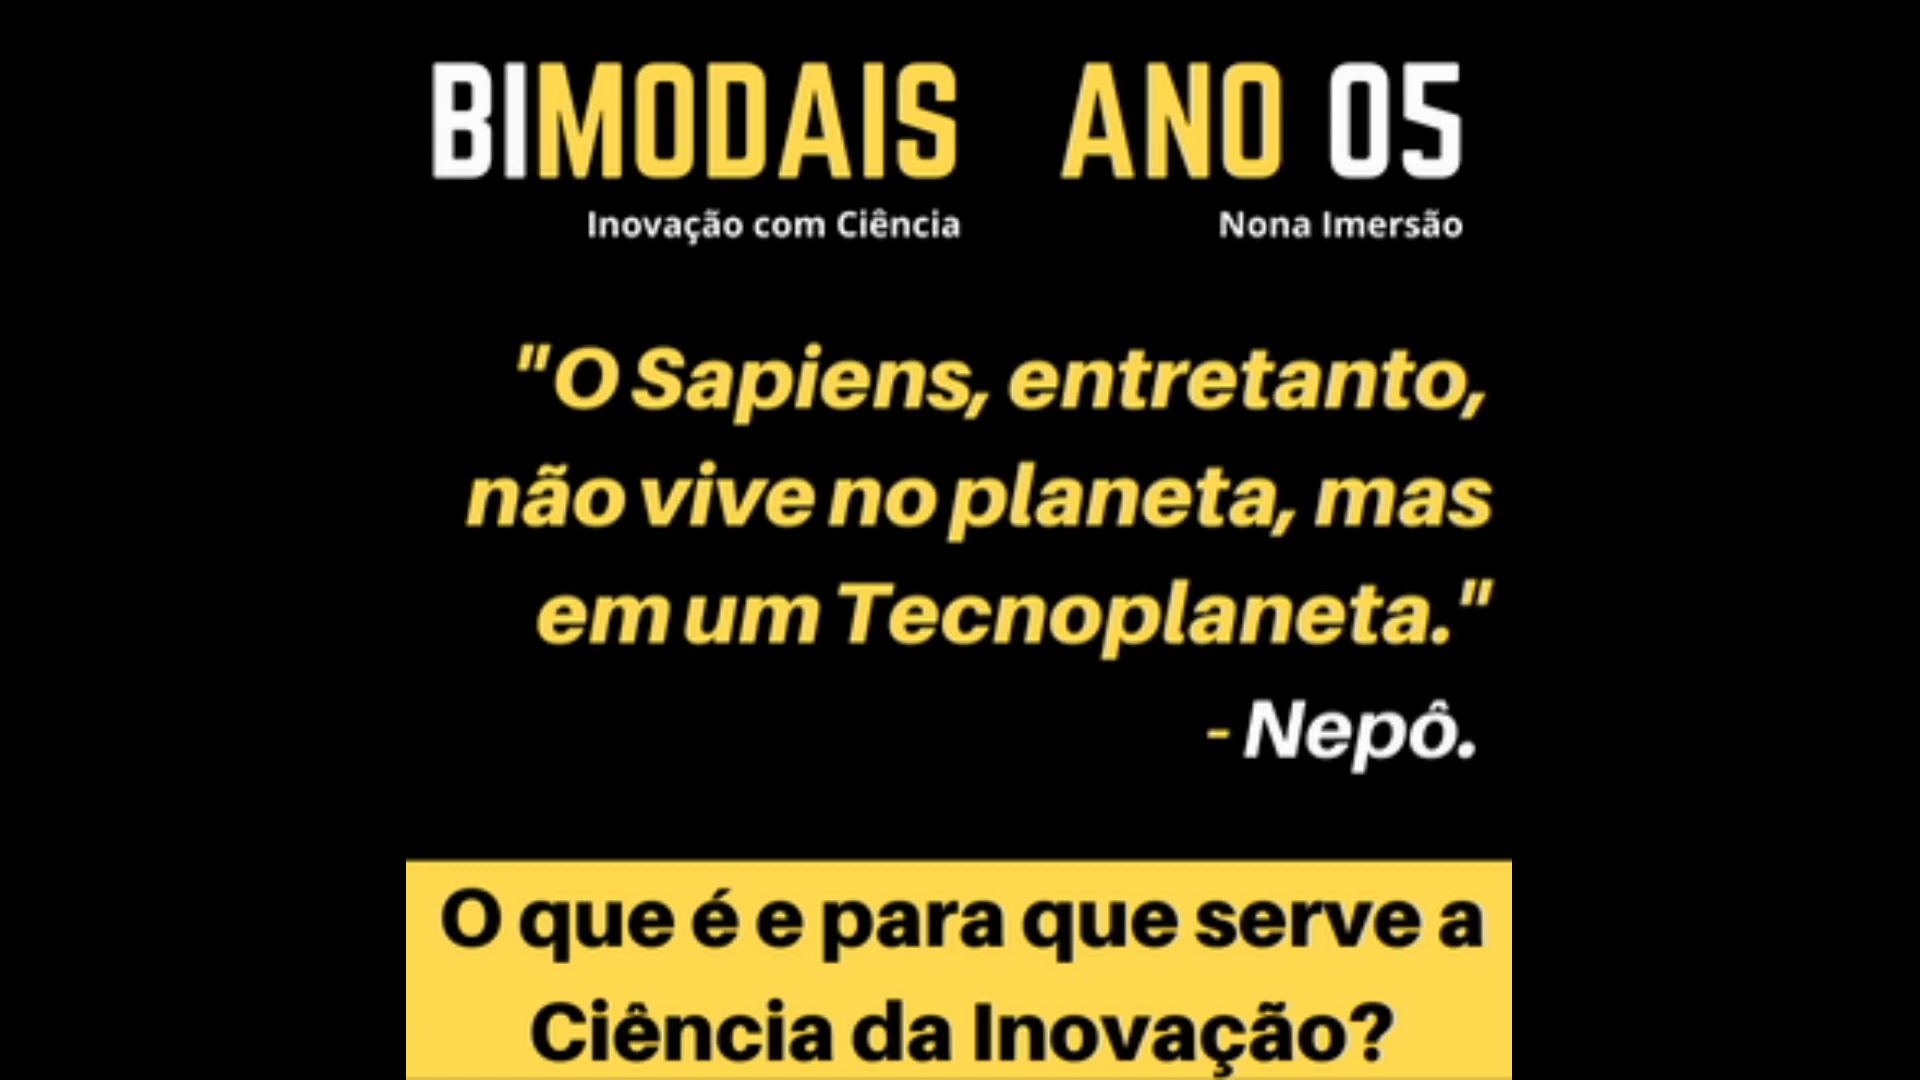 BIMODAIS ANO 05
Inovação com Ciência Nona Imersão
"O Sapiens, entretanto,
não vive no planeta, mas
em um Tecnoplaneta."
- Nepô.
O que é e para que serve a
Ciência da Inovação?